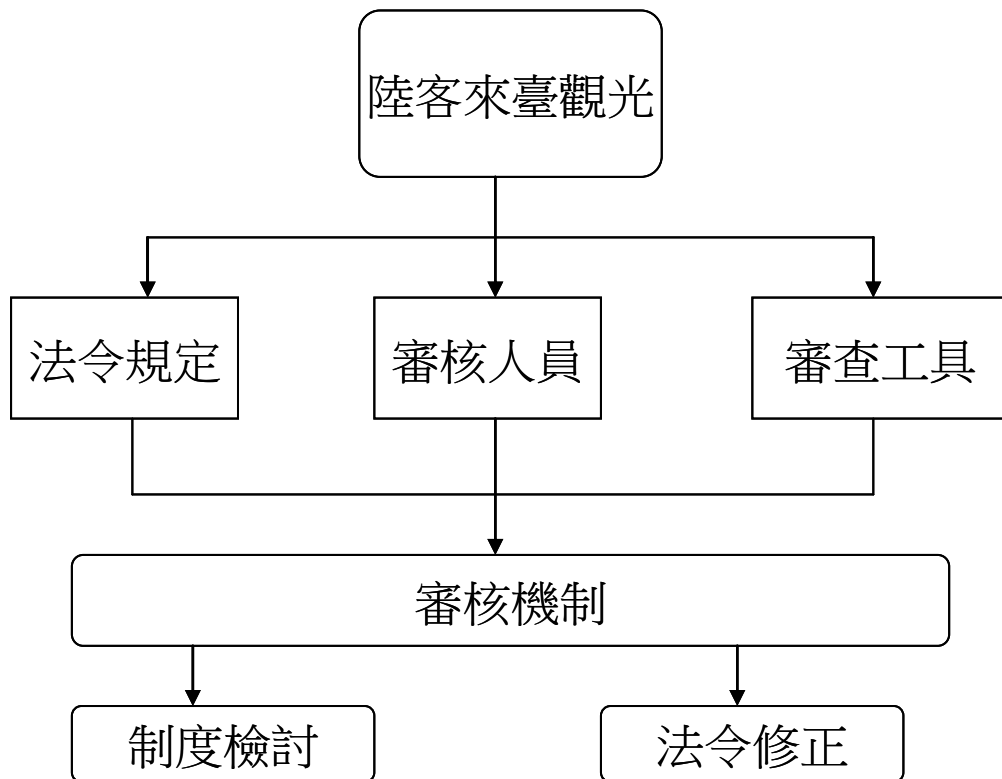 陸客來臺觀光
法令規定
審核人員
審查工具
審核機制
制度檢討
法令修正